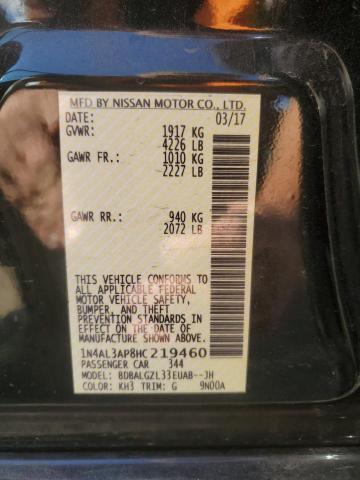 MFD BY NISSAN MOTOR CO., LTD.
DATE: 03/17
GVWR: 1917 KG
4226 LB
GAWR FR.: 1010 KG
2227 LB
GAWR RR.: 940 KG
2072 LB
THIS VEHICLE CONFORMS TO
ALL APPLICABLE FEDERAL
MOTOR VEHICLE SAFETY,
BUMPER, AND THEFT
PREVENTION STANDARDS IN
EFFECT ON THE DATE OF
MANUFACTURE SHOWN ABOVE.
1N4AL3AP8HC219460
PASSENGER CAR 344
MODEL: BDBALGZL33EUAB--JH
COLOR: KH3 TRIM: G 9N00A